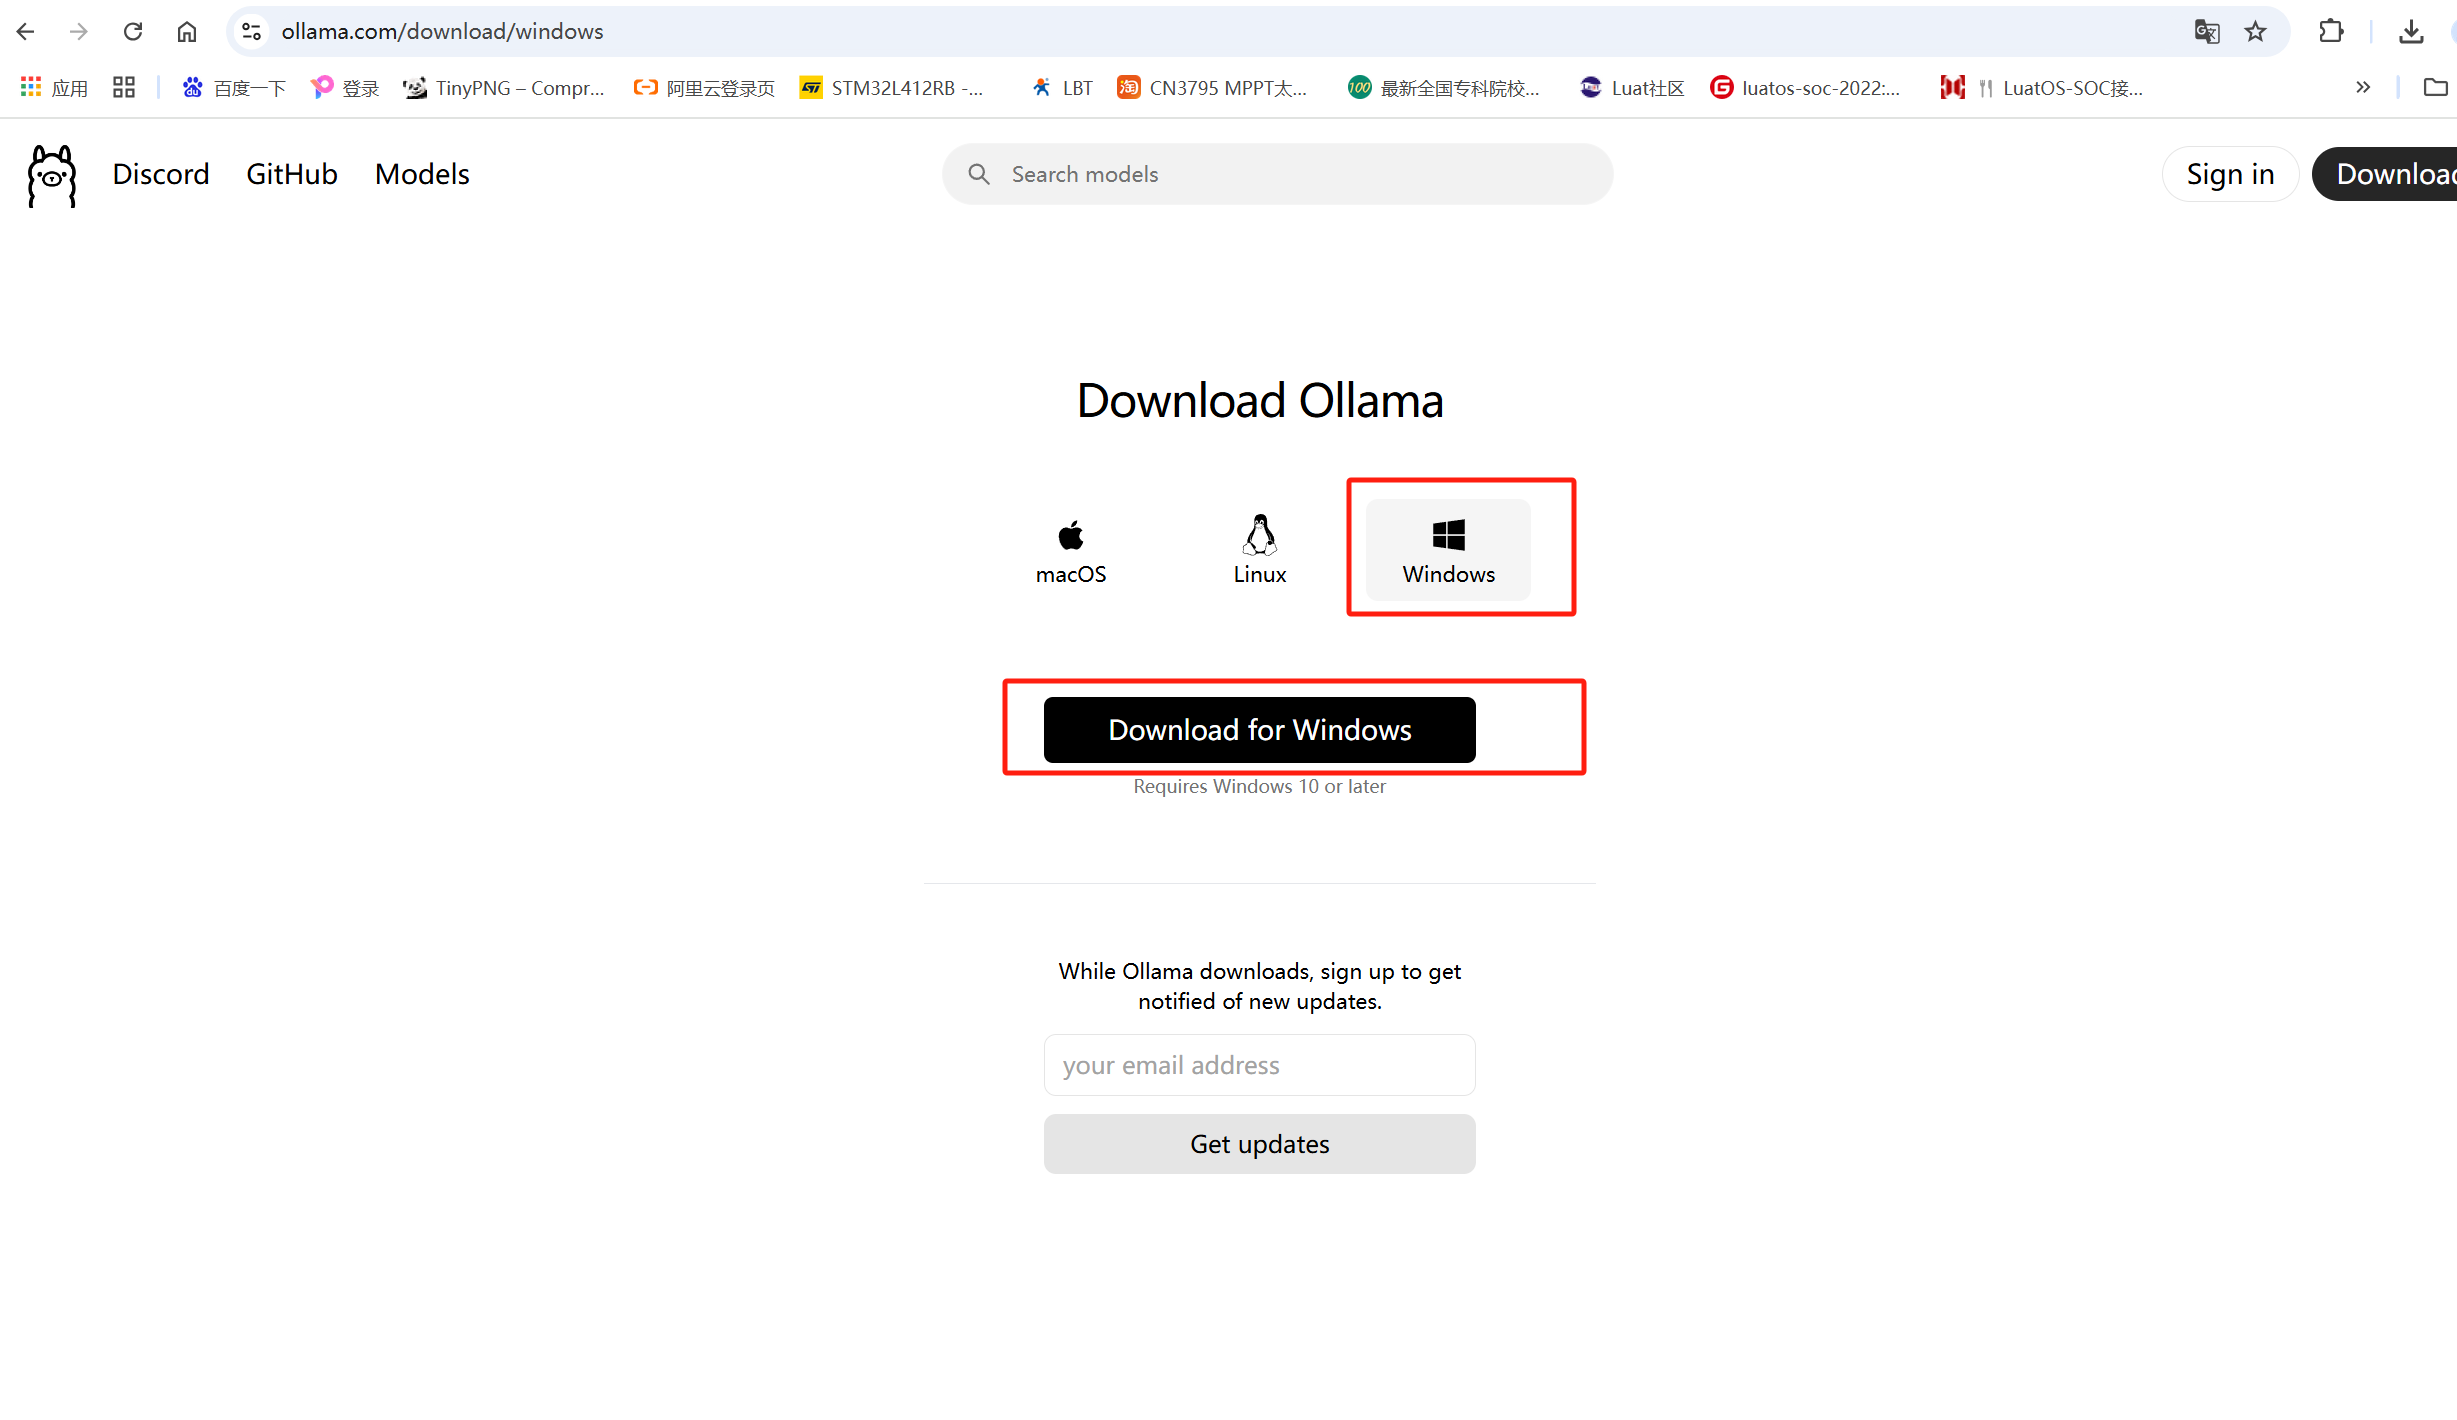 ollama.com/download/windows
应用
百度一下
登录
TinyPNG – Compr...
阿里云登录页
STM32L412RB -...
LBT
CN3795 MPPT太...
最新全国专科院校...
Luat社区
luatos-soc-2022:...
LuatOS-SOC接...
Discord
GitHub
Models
Search models
Sign in
Download
Download Ollama
macOS
Linux
Windows
Download for Windows
Requires Windows 10 or later
While Ollama downloads, sign up to get
notified of new updates.
your email address
Get updates